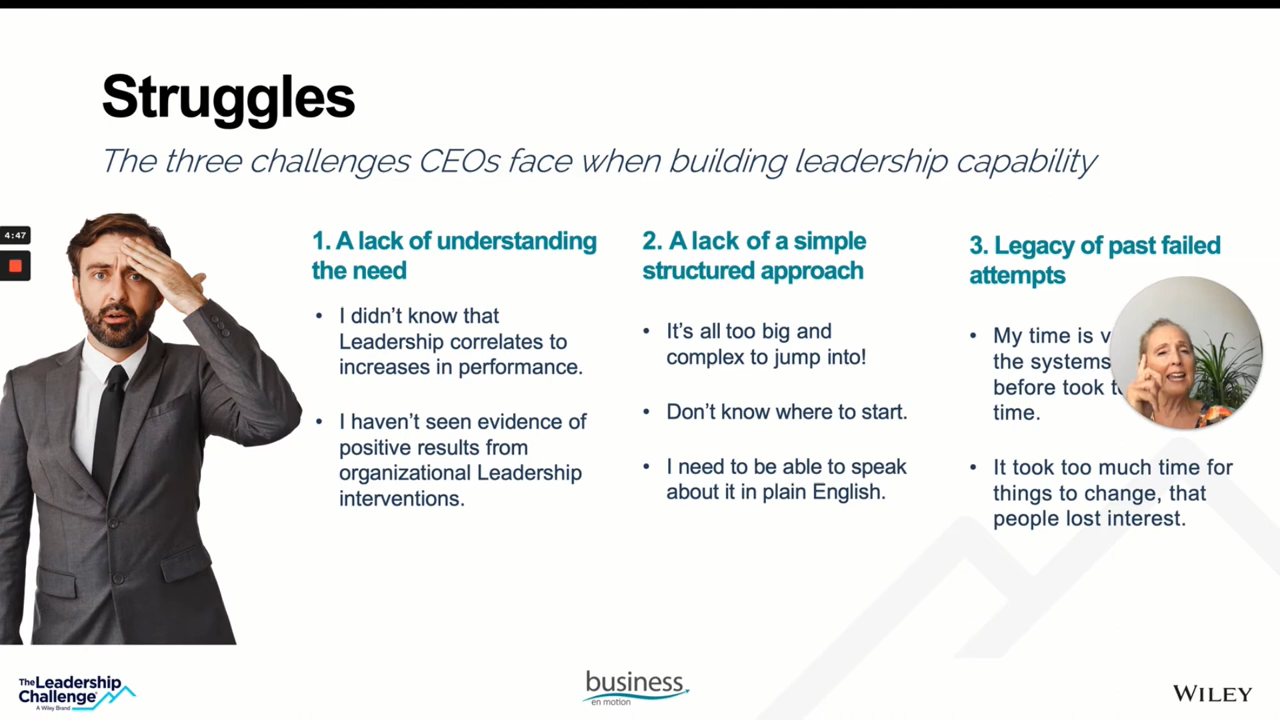 Struggles
The three challenges CEOs face when building leadership capability
4:47
1. A lack of understanding
the need
• I didn't know that
Leadership correlates to
increases in performance.
• I haven't seen evidence of
positive results from
organizational Leadership
interventions.
2. A lack of a simple
structured approach
• It's all too big and
complex to jump into!
• Don't know where to start.
• I need to be able to speak
about it in plain English.
3. Legacy of past failed
attempts
• My time is
the systems
before took
time.
• It took too much time for
things to change, that
people lost interest.
The Leadership
Challenge®
A Wiley Brand
business
en motion
WILEY